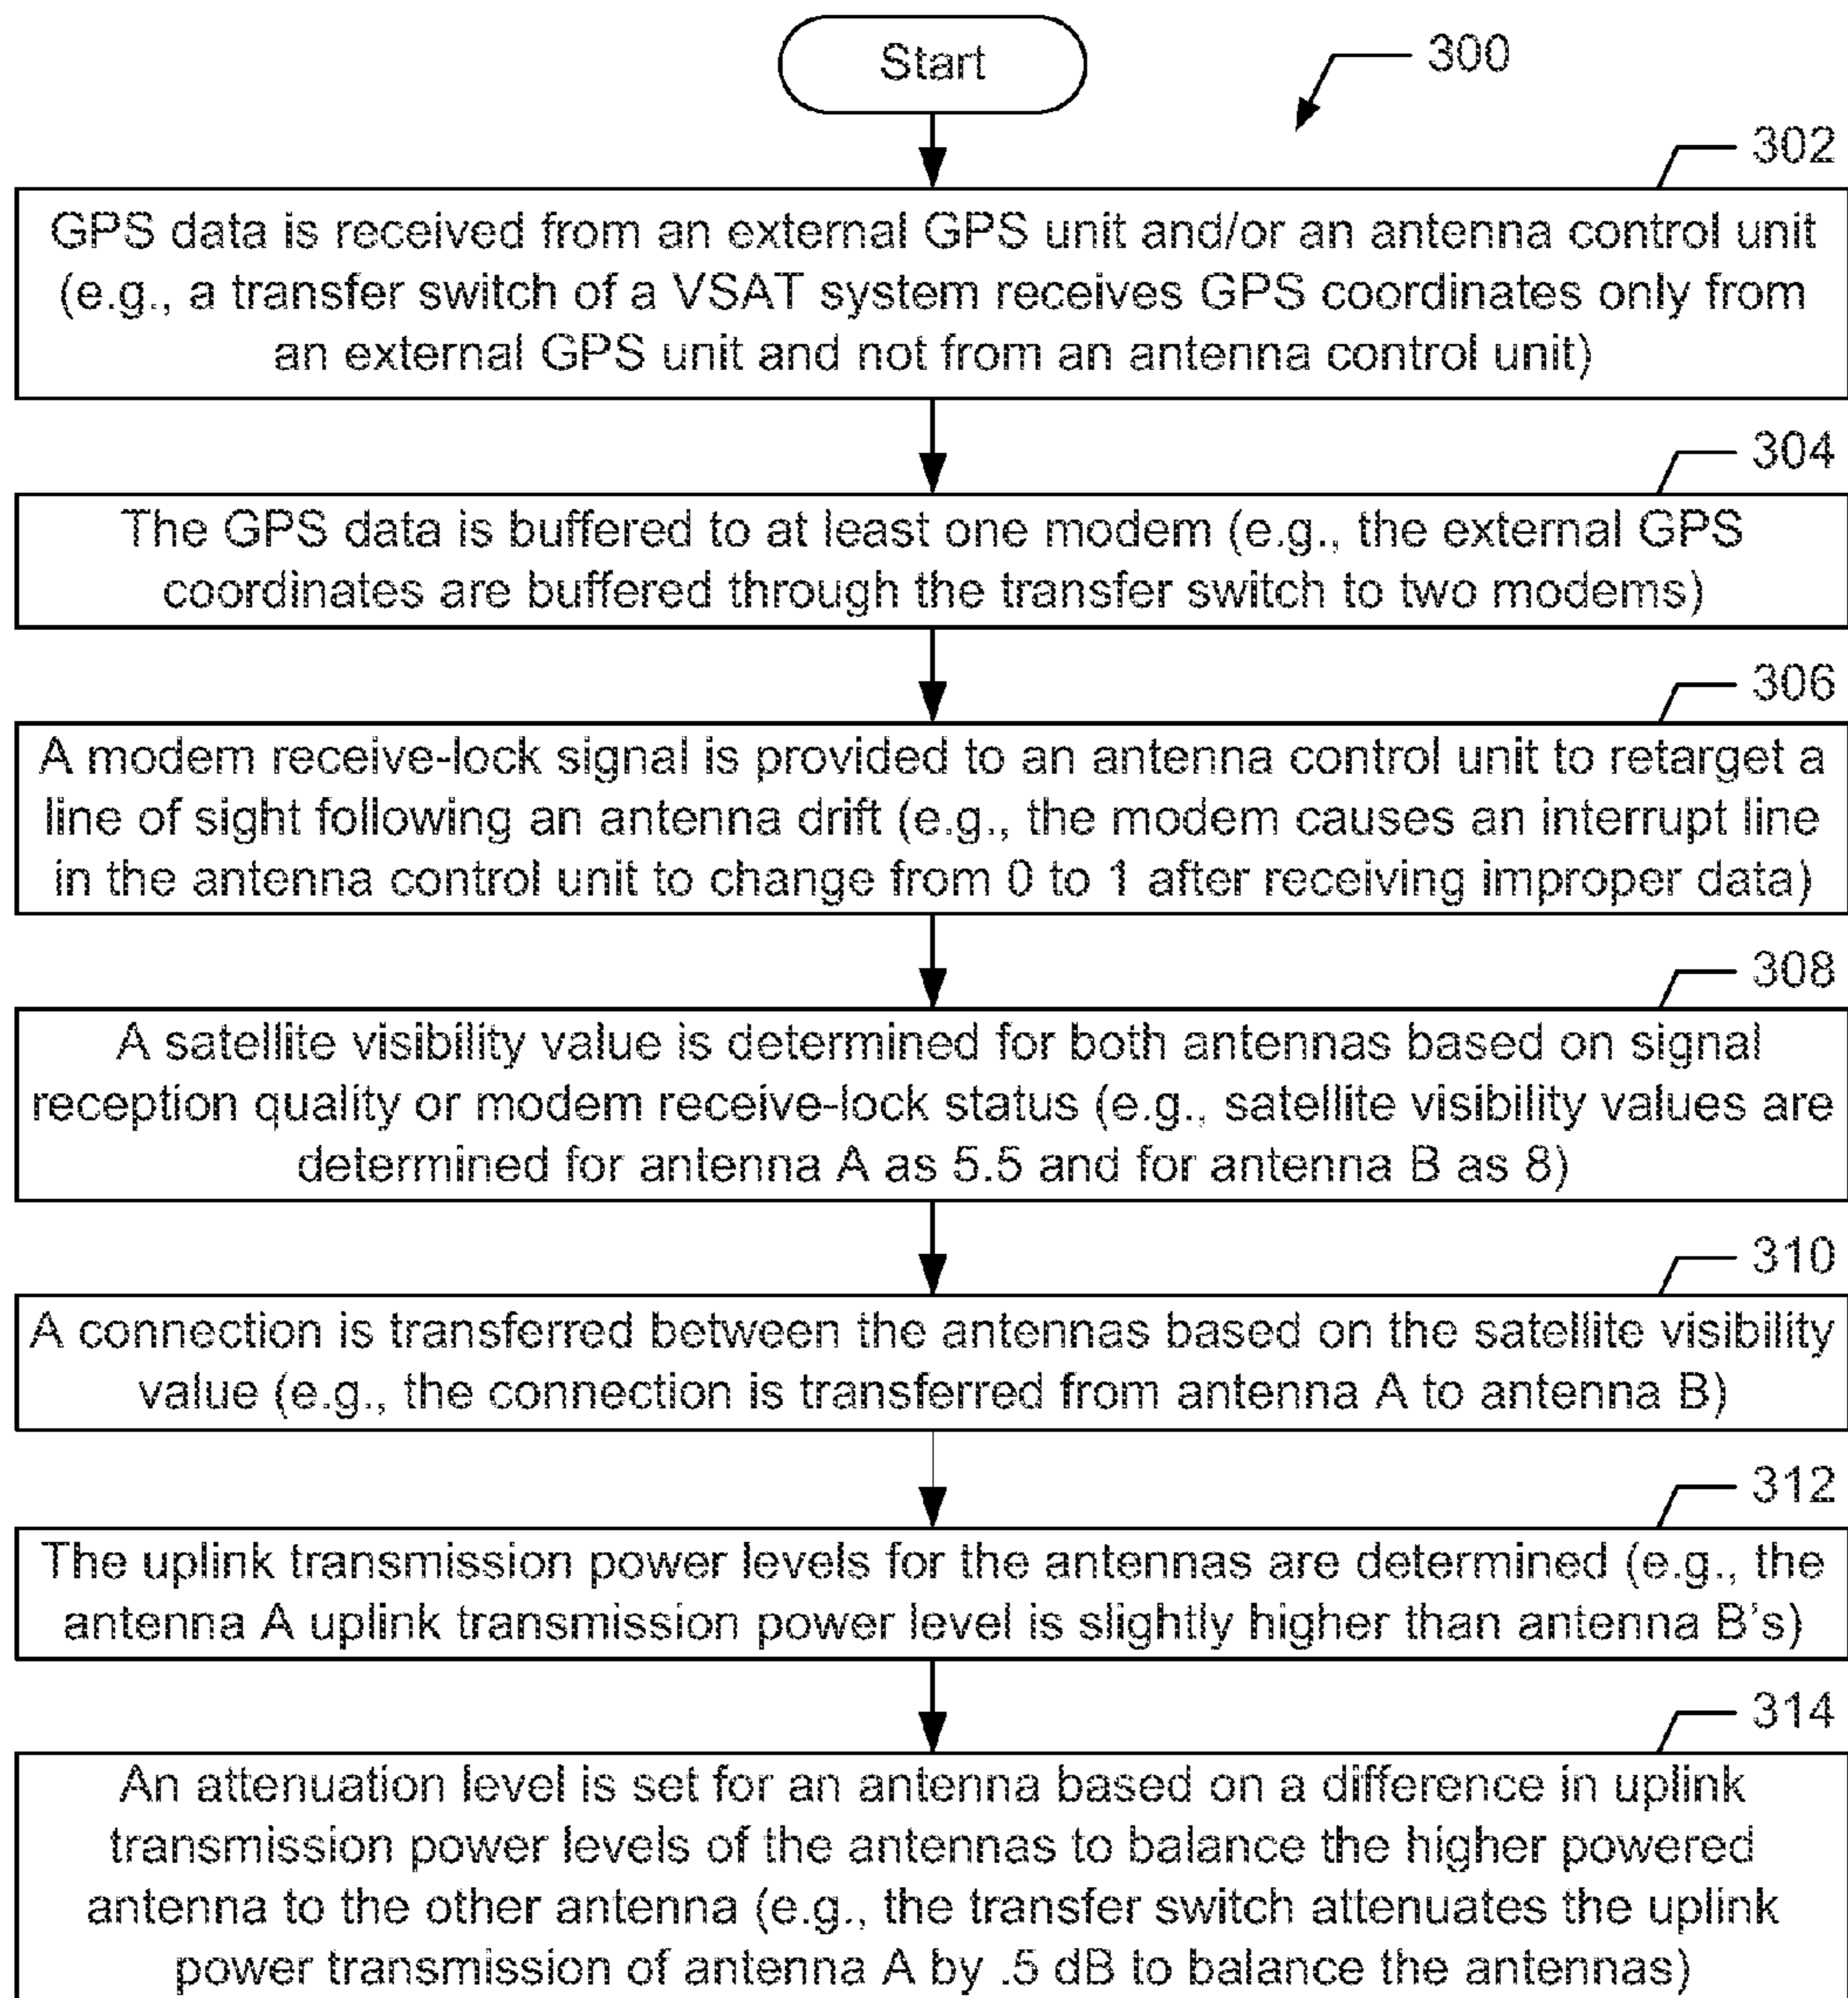 Start
300
302
GPS data is received from an external GPS unit and/or an antenna control unit
(e.g., a transfer switch of a VSAT system receives GPS coordinates only from
an external GPS unit and not from an antenna control unit)
304
The GPS data is buffered to at least one modem (e.g., the external GPS
coordinates are buffered through the transfer switch to two modems)
306
A modem receive-lock signal is provided to an antenna control unit to retarget a
line of sight following an antenna drift (e.g., the modem causes an interrupt line
in the antenna control unit to change from 0 to 1 after receiving improper data)
308
A satellite visibility value is determined for both antennas based on signal
reception quality or modem receive-lock status (e.g., satellite visibility values are
determined for antenna A as 5.5 and for antenna B as 8)
310
A connection is transferred between the antennas based on the satellite visibility
value (e.g., the connection is transferred from antenna A to antenna B)
312
The uplink transmission power levels for the antennas are determined (e.g., the
antenna A uplink transmission power level is slightly higher than antenna B's)
314
An attenuation level is set for an antenna based on a difference in uplink
transmission power levels of the antennas to balance the higher powered
antenna to the other antenna (e.g., the transfer switch attenuates the uplink
power transmission of antenna A by .5 dB to balance the antennas)